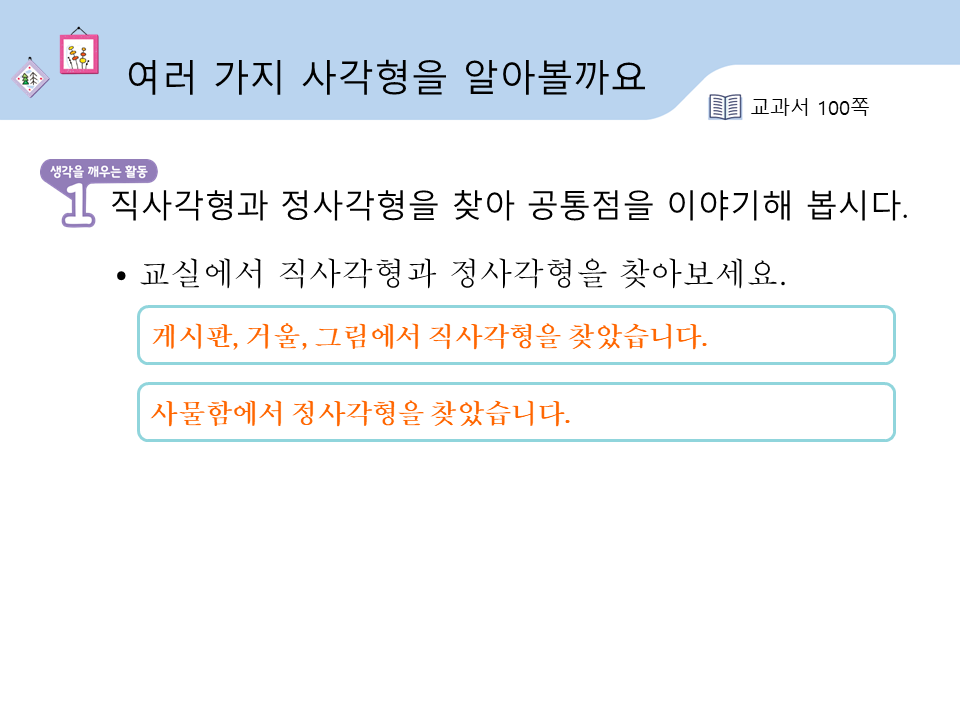 여러 가지 사각형을 알아볼까요
교과서 100쪽
생각을 깨우는 활동
1 직사각형과 정사각형을 찾아 공통점을 이야기해 봅시다.
• 교실에서 직사각형과 정사각형을 찾아보세요.
게시판, 거울, 그림에서 직사각형을 찾았습니다.
사물함에서 정사각형을 찾았습니다.